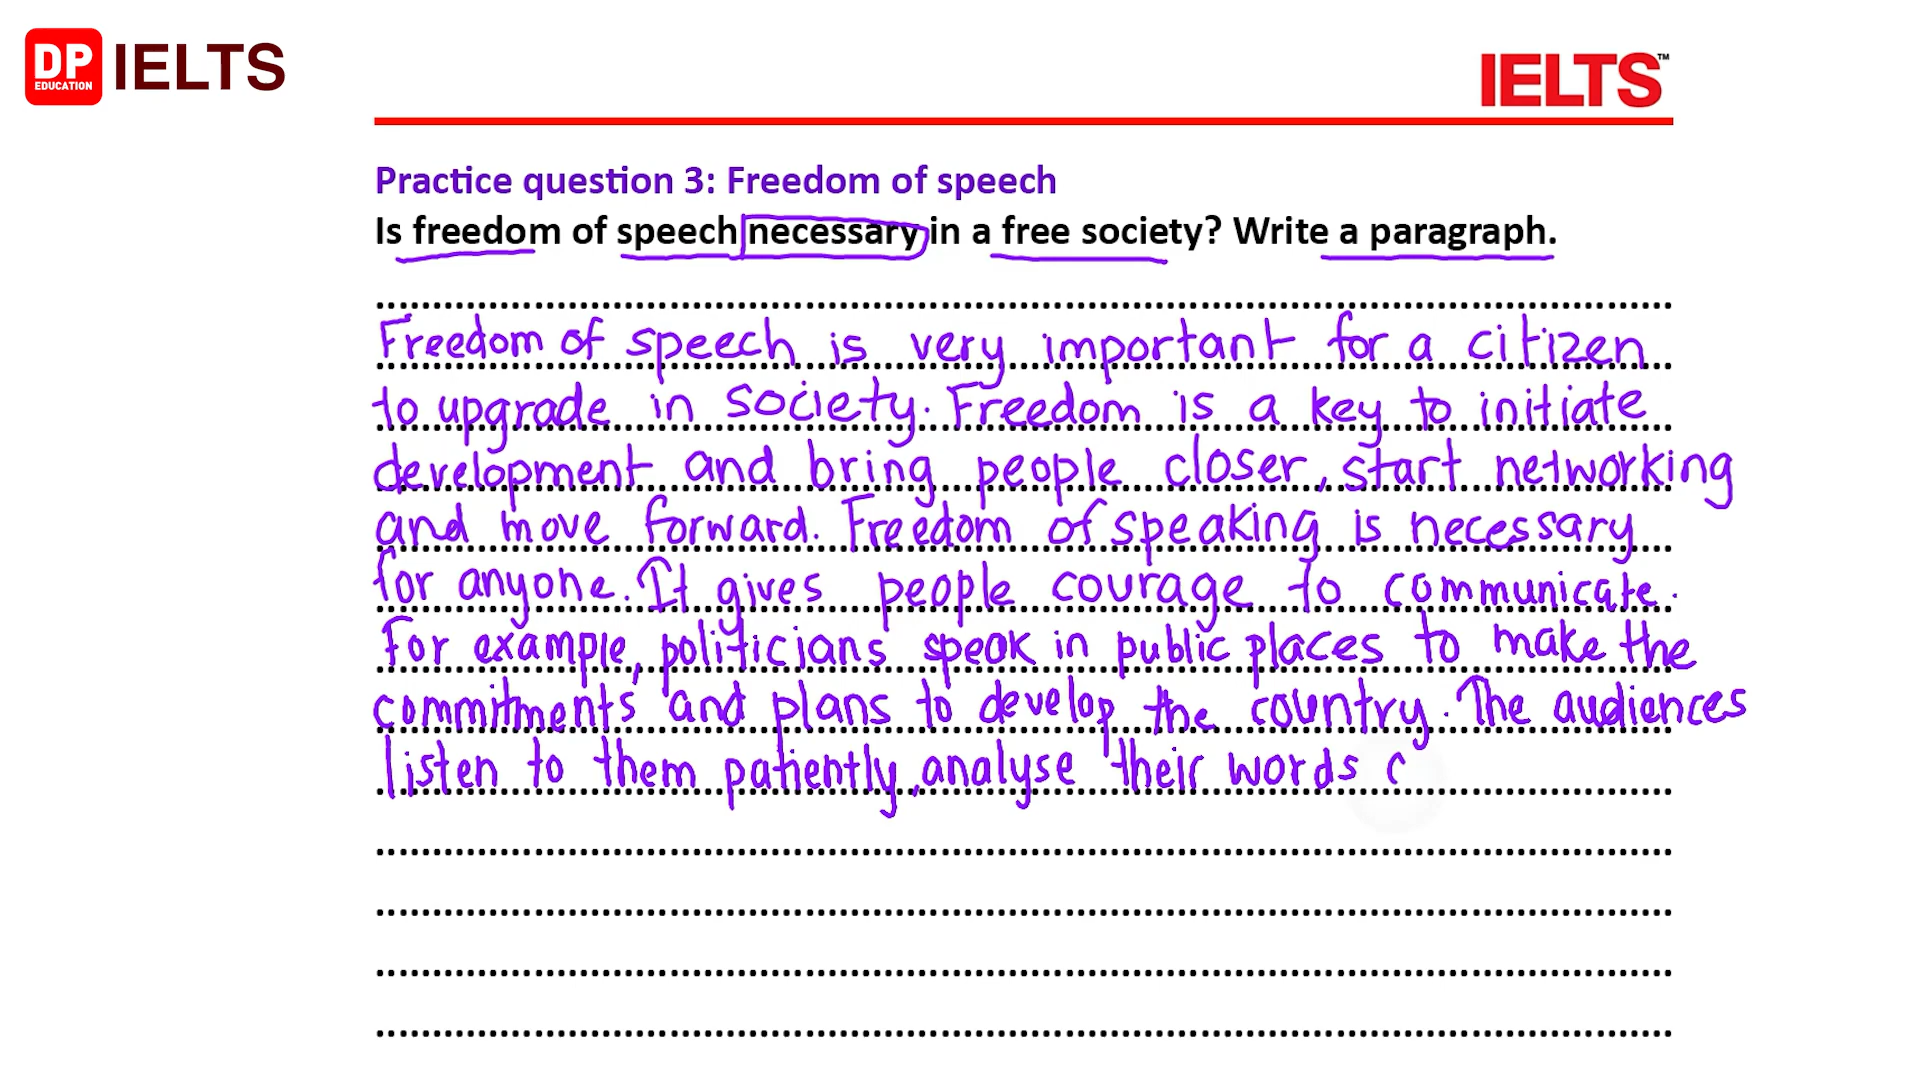 DP
EDUCATION
IELTS
IELTS™
Practice question 3: Freedom of speech
Is freedom of speech necessary in a free society? Write a paragraph.
Freedom of speech is very important for a citizen
to upgrade in society. Freedom is a key to initiate
development and bring people closer, start networking
and move forward. Freedom of speaking is necessary
for anyone. It gives people courage to communicate.
For example, politicians speak in public places to make the
commitments and plans to develop the country. The audiences
listen to them patiently, analyse their words